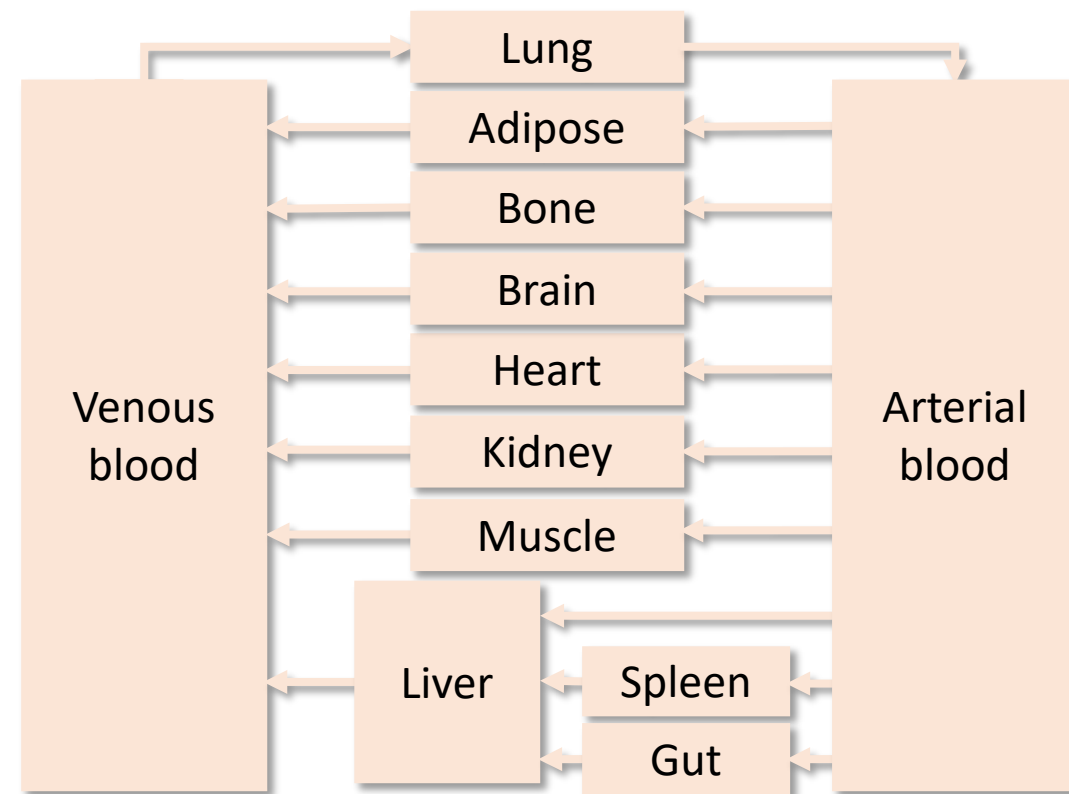 Lung
Adipose
Bone
Brain
Heart
Kidney
Muscle
Venous
blood
Arterial
blood
Liver
Spleen
Gut